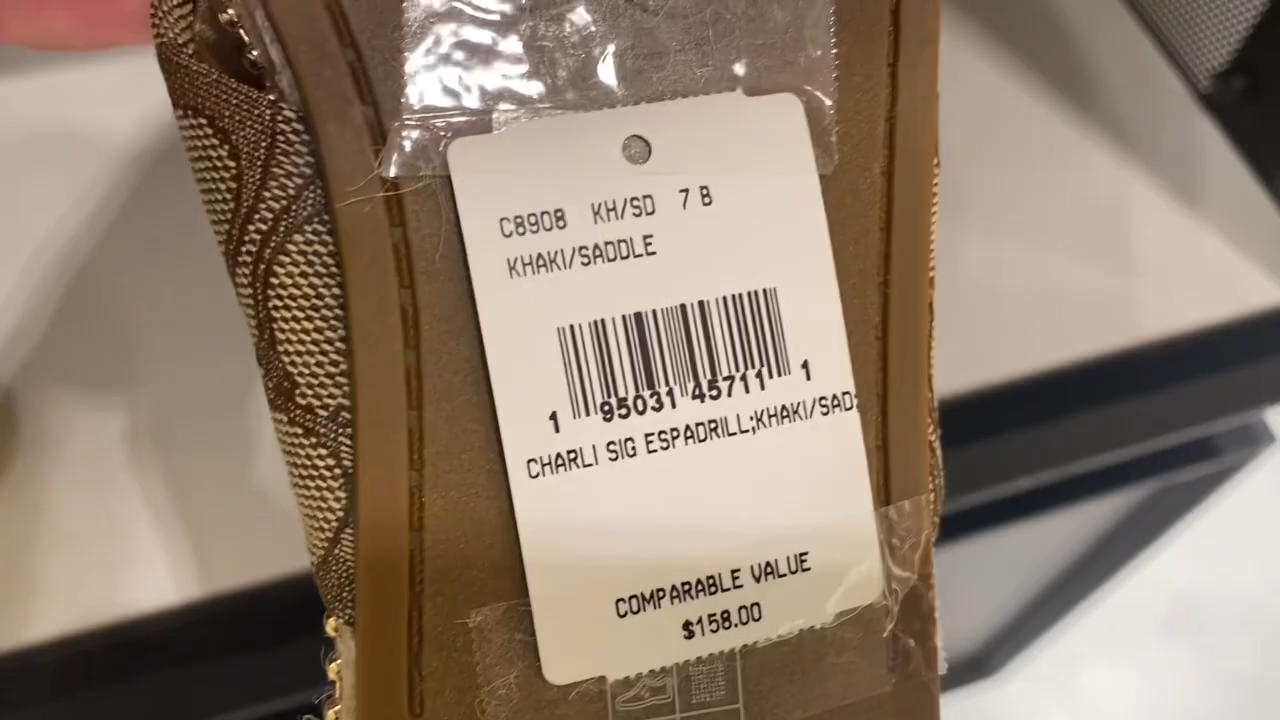 C8908 KH/SD 7 B
KHAKI/SADDLE
1 95031 45711 1
CHARLI SIG ESPADRILL;KHAKI/SAD;
COMPARABLE VALUE
$158.00